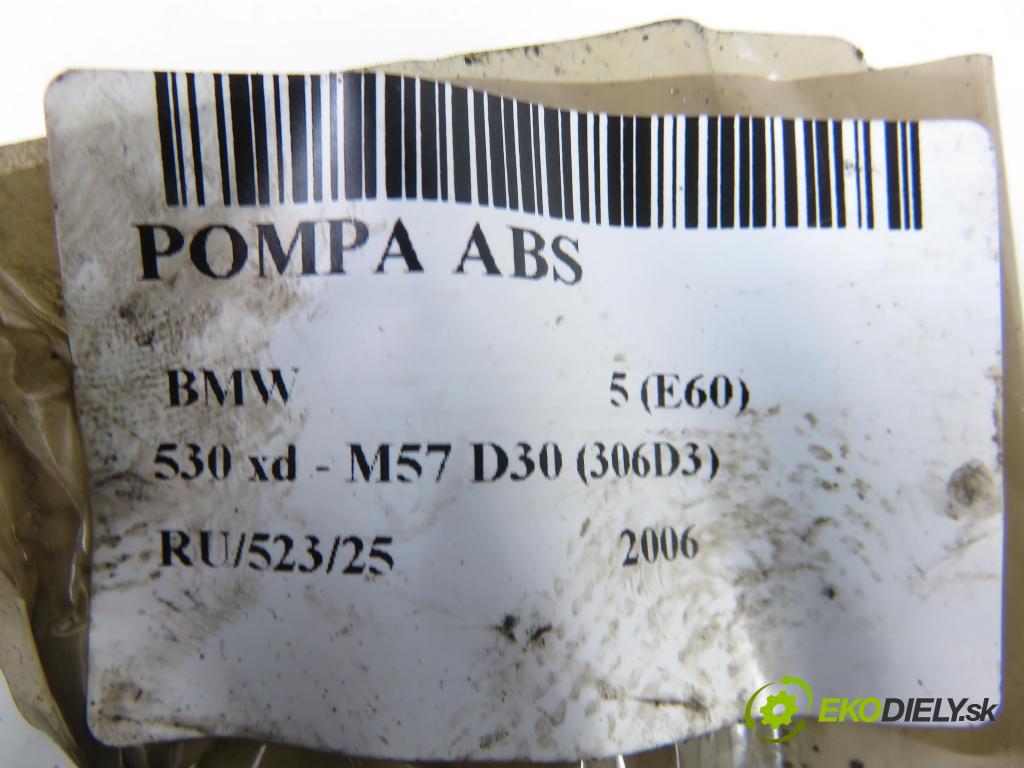 POMPA ABS
BMW 5 (E60)
530 xd - M57 D30 (306D3)
RU/523/25 2006
EKODIELY.sk